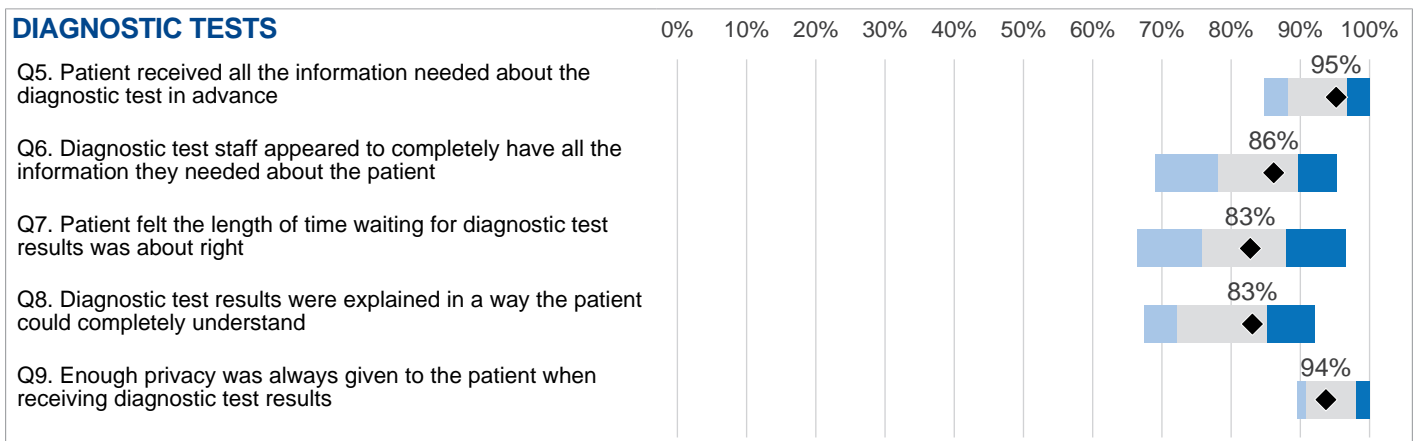 DIAGNOSTIC TESTS
0% 10% 20% 30% 40% 50% 60% 70% 80% 90% 100%
Q5. Patient received all the information needed about the
diagnostic test in advance
95%
Q6. Diagnostic test staff appeared to completely have all the
information they needed about the patient
86%
Q7. Patient felt the length of time waiting for diagnostic test
results was about right
83%
Q8. Diagnostic test results were explained in a way the patient
could completely understand
83%
Q9. Enough privacy was always given to the patient when
receiving diagnostic test results
94%